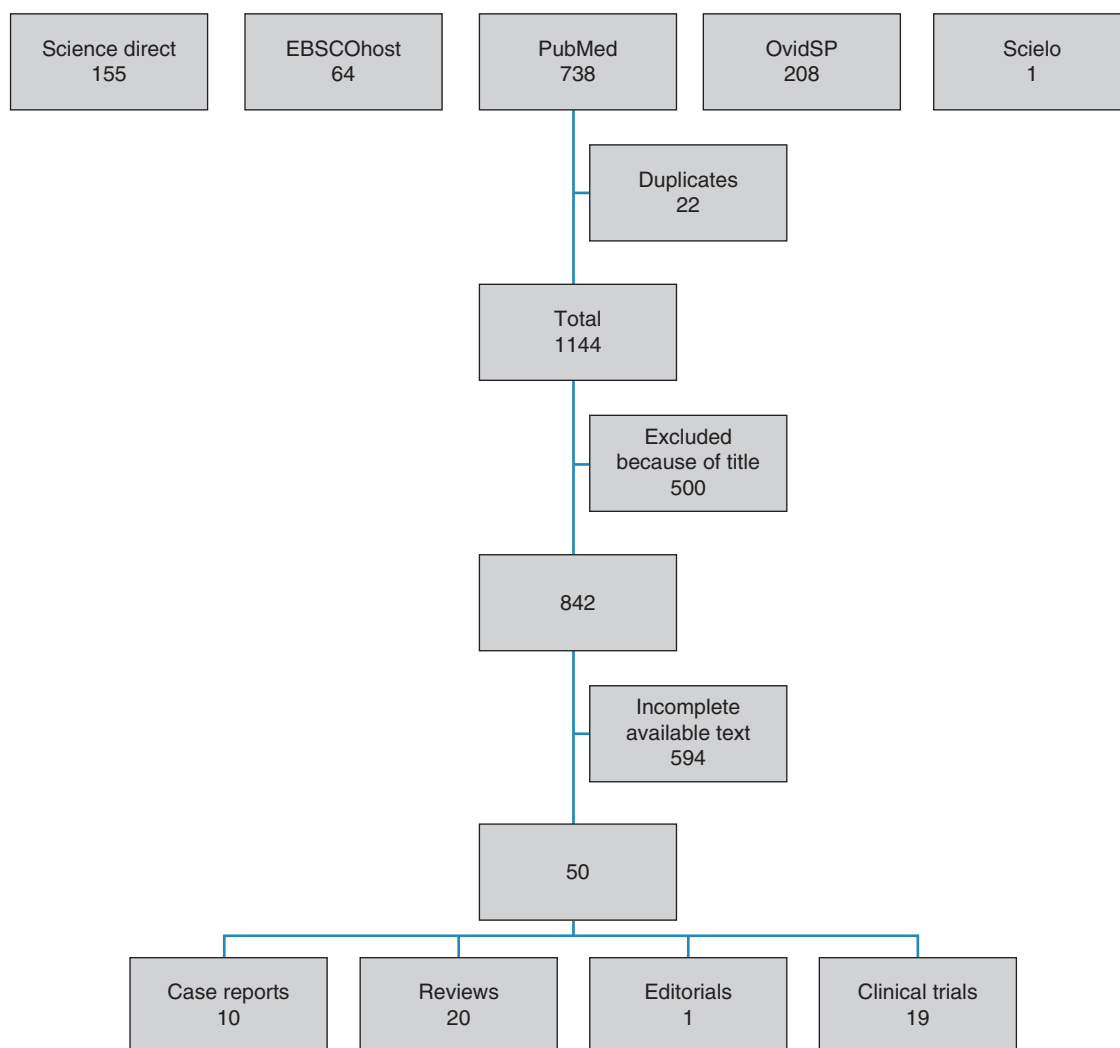 Science direct
155
EBSCOhost
64
PubMed
738
OvidSP
208
Scielo
1
Duplicates
22
Total
1144
Excluded
because of title
500
842
Incomplete
available text
594
50
Case reports
10
Reviews
20
Editorials
1
Clinical trials
19